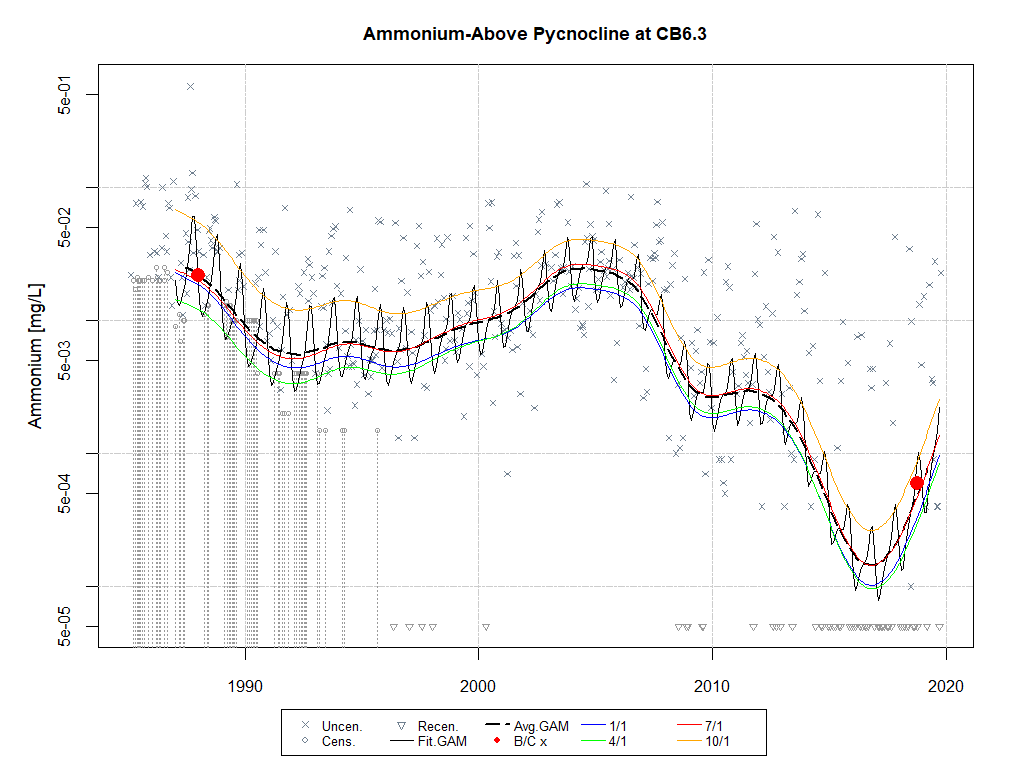 Ammonium-Above Pycnocline at CB6.3
Ammonium [mg/L]
5e-01
5e-02
5e-03
5e-04
5e-05
1990 2000 2010 2020
Uncen. Recen. Avg.GAM 1/1 7/1
Cens. Fit.GAM B/C x 4/1 10/1